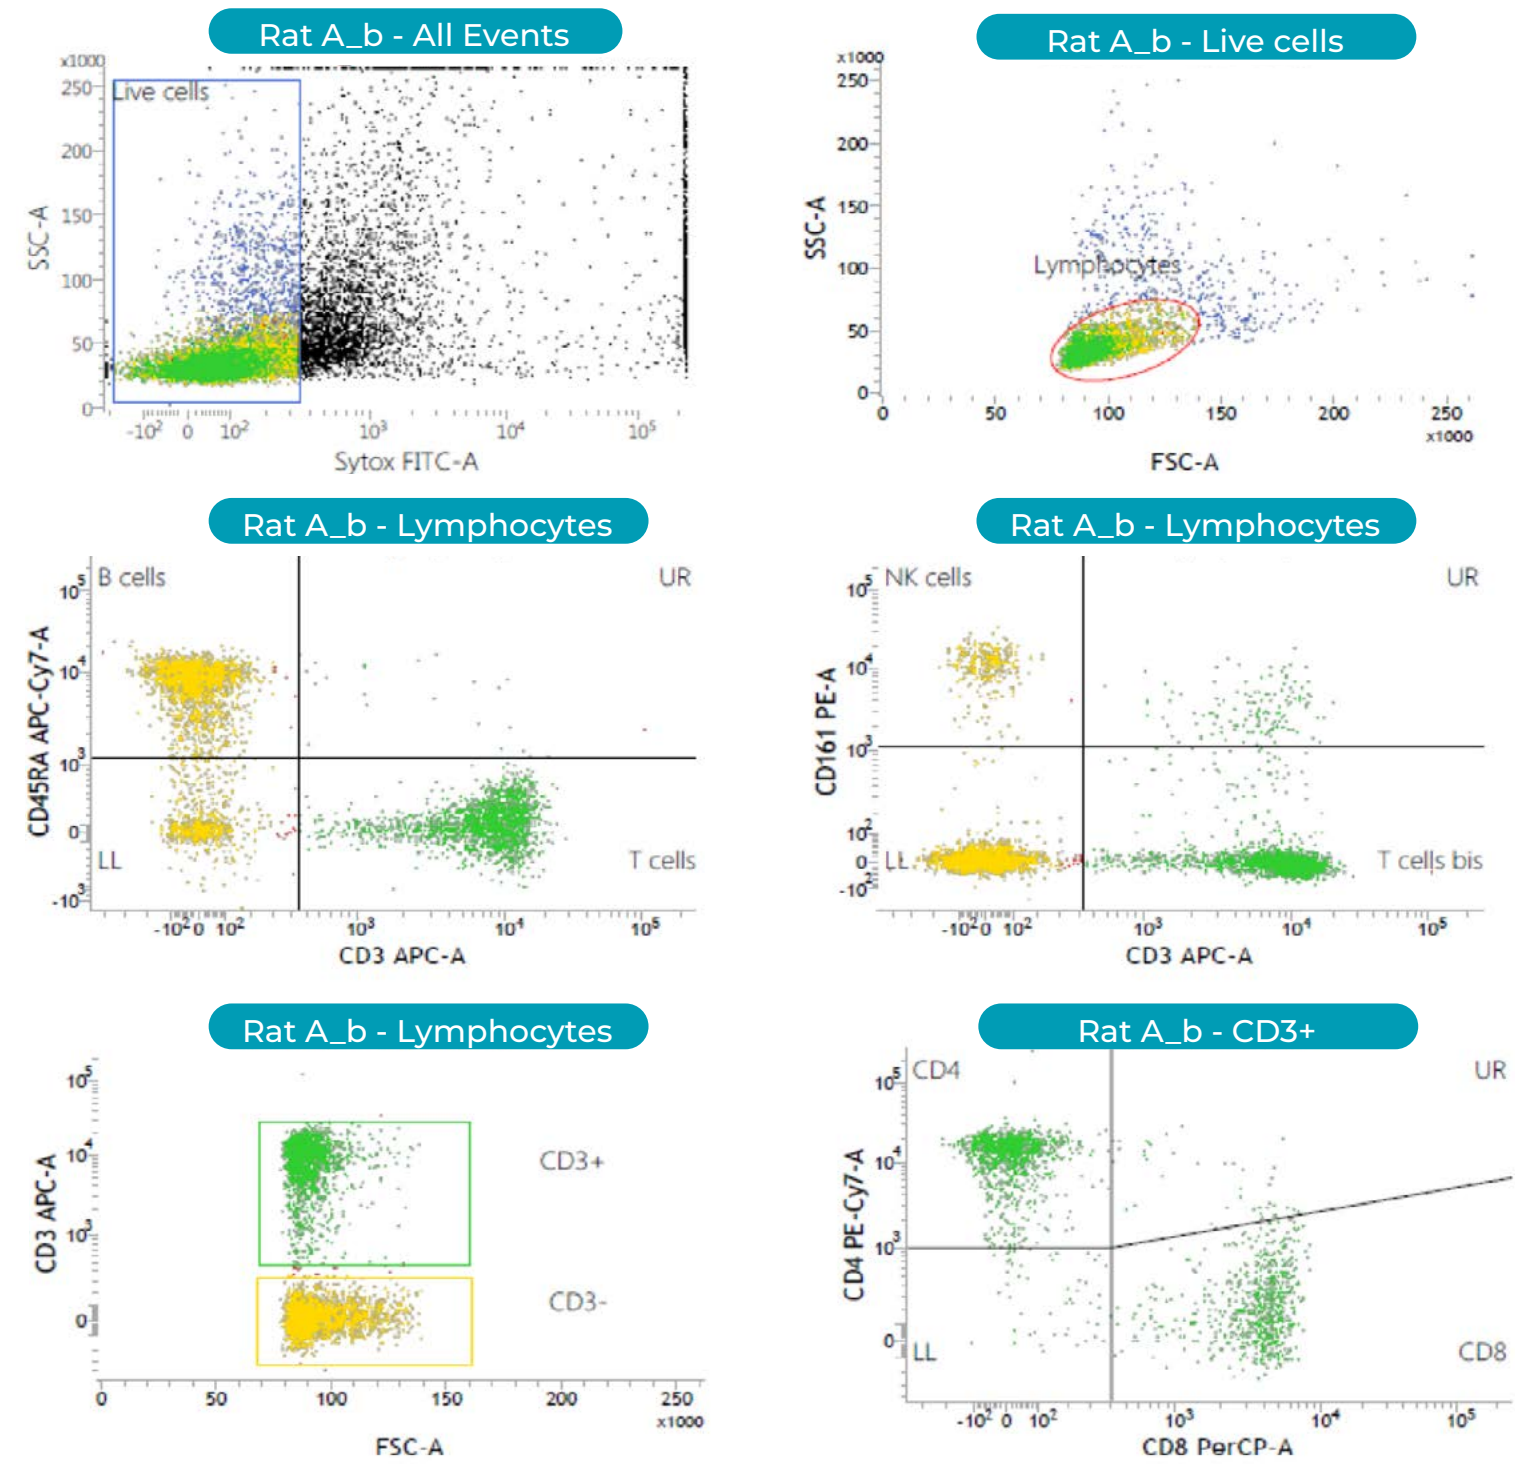 Rat A_b - All Events
x1000
Live cells
250
200
150
100
50
0
SSC-A
-10² 0 10² 10³ 10⁴ 10⁵
Sytox FITC-A
Rat A_b - Live cells
x1000
250
200
150
100
50
0
SSC-A
Lymphocytes
0 50 100 150 200 250
x1000
FSC-A
Rat A_b - Lymphocytes
B cells UR
10⁵
10⁴
10³
0
-10³
CD45RA APC-Cy7-A
LL T cells
-10² 0 10² 10³ 10⁴ 10⁵
CD3 APC-A
Rat A_b - Lymphocytes
NK cells UR
10⁵
10⁴
10³
10²
0
-10²
CD161 PE-A
LL T cells bis
-10² 0 10² 10³ 10⁴ 10⁵
CD3 APC-A
Rat A_b - Lymphocytes
10⁵
10⁴
10³
0
CD3 APC-A
CD3+
CD3-
0 50 100 150 200 250
x1000
FSC-A
Rat A_b - CD3+
CD4 UR
10⁵
10⁴
10³
0
CD4 PE-Cy7-A
LL CD8
-10² 0 10² 10³ 10⁴ 10⁵
CD8 PerCP-A